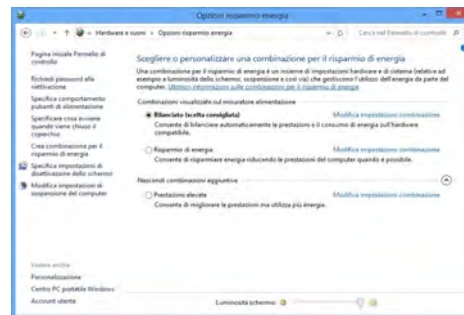 Opzioni risparmio energia
Hardware e suoni
Opzioni risparmio energia
Cerca nel Pannello di controllo
Pagina iniziale Pannello di
controllo
Richiedi password alla
riattivazione
Specifica comportamento
pulsanti di alimentazione
Specificare cosa avviene
quando viene chiuso il
coperchio
Crea combinazione per il
risparmio di energia
Specifica impostazioni di
disattivazione dello schermo
Modifica impostazioni di
sospensione del computer
Vedere anche
Personalizzazione
Centro PC portatile Windows
Account utente
Scegliere o personalizzare una combinazione per il risparmio di energia
Una combinazione per il risparmio di energia è un insieme di impostazioni hardware e di sistema (relative ad
esempio a luminosità dello schermo, sospensione e così via) che gestiscono l'utilizzo dell'energia da parte del
computer. Ulteriori informazioni sulle combinazioni per il risparmio di energia
Combinazioni visualizzate sul misuratore alimentazione
Bilanciato (scelta consigliata) Modifica impostazioni combinazione
Consente di bilanciare automaticamente le prestazioni e il consumo di energia sull'hardware
compatibile.
Risparmio di energia Modifica impostazioni combinazione
Consente di risparmiare energia riducendo le prestazioni del computer quando è possibile.
Nascondi combinazioni aggiuntive
Prestazioni elevate Modifica impostazioni combinazione
Consente di migliorare le prestazioni ma utilizza più energia.
Luminosità schermo: